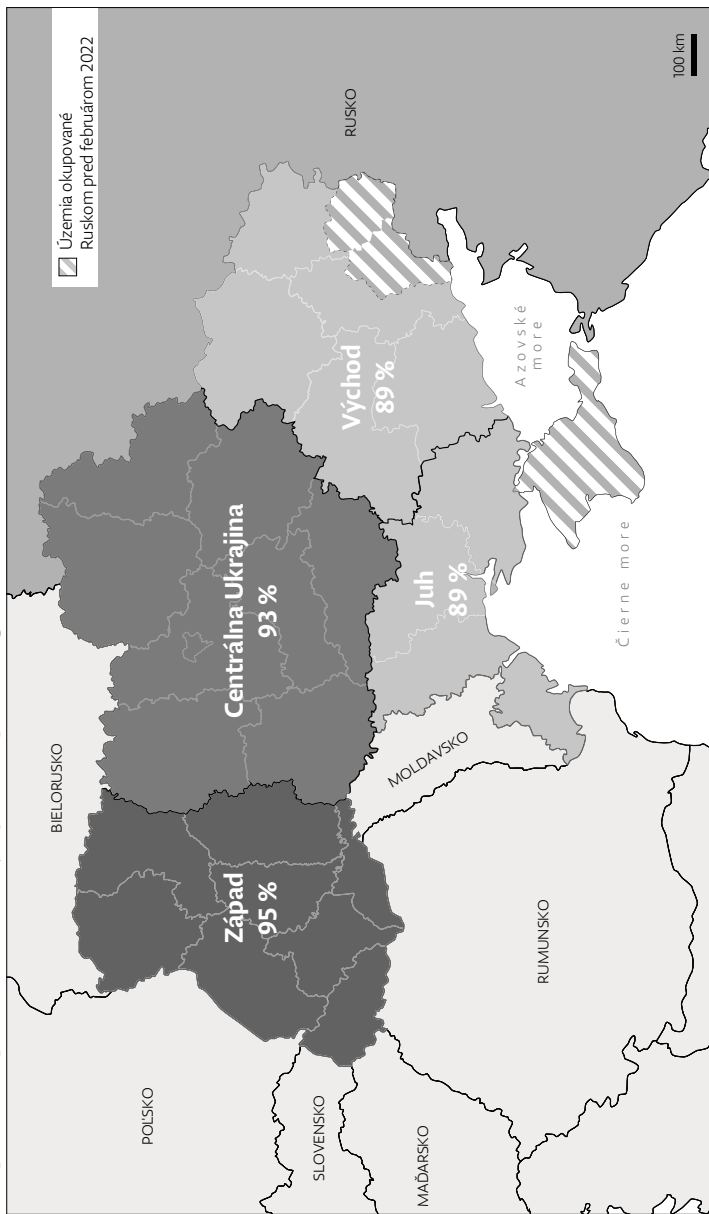 Územia okupované
Ruskom pred februárom 2022
BIELORUSKO
RUSKO
POĽSKO
Západ
95 %
Centrálna Ukrajina
93 %
Východ
89 %
SLOVENSKO
MAĎARSKO
MOLDAVSKO
Juh
89 %
Azovské
more
RUMUNSKO
Čierne more
100 km